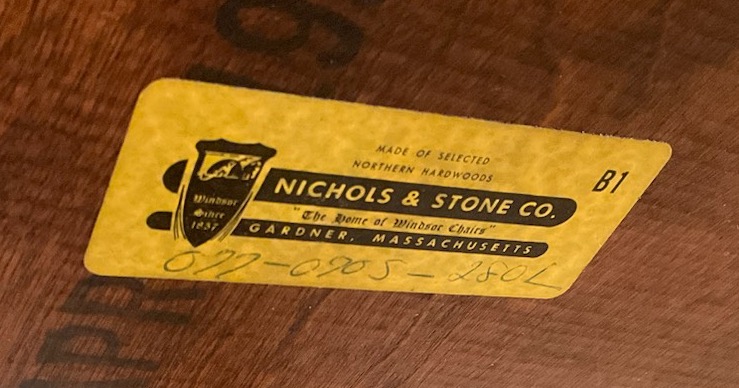 MADE OF SELECTED
NORTHERN HARDWOODS
B1
NICHOLS & STONE CO.
"The Home of Windsor Chairs"
GARDNER, MASSACHUSETTS
Windsor
Since
1857
077-0705-280L